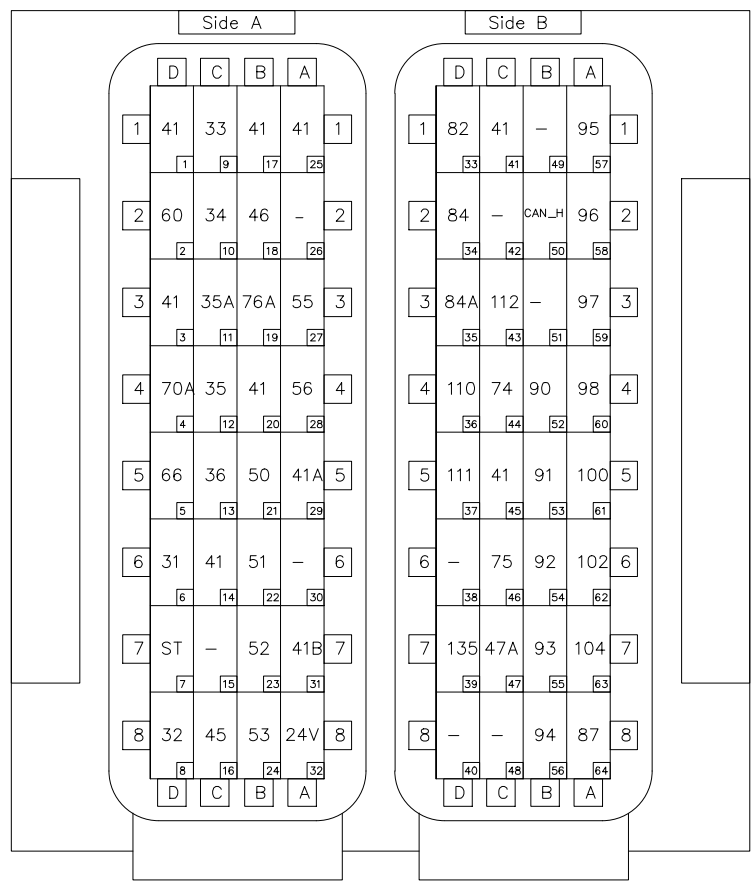 Side A Side B
D C B A D C B A
1 41 33 41 41 1 1 82 41 - 95 1
1 9 17 25 33 41 49 57
2 60 34 46 - 2 2 84 - CAN_H 96 2
2 10 18 26 34 42 50 58
3 41 35A 76A 55 3 3 84A 112 - 97 3
3 11 19 27 35 43 51 59
4 70A 35 41 56 4 4 110 74 90 98 4
4 12 20 28 36 44 52 60
5 66 36 50 41A 5 5 111 41 91 100 5
5 13 21 29 37 45 53 61
6 31 41 51 - 6 6 - 75 92 102 6
6 14 22 30 38 46 54 62
7 ST - 52 41B 7 7 135 47A 93 104 7
7 15 23 31 39 47 55 63
8 32 45 53 24V 8 8 - - 94 87 8
8 16 24 32 40 48 56 64
D C B A D C B A